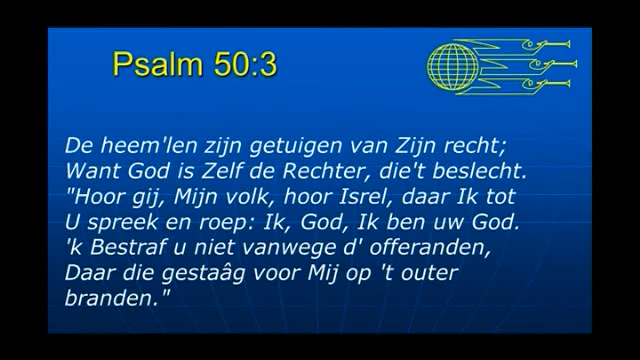 Psalm 50:3
De heem'len zijn getuigen van Zijn recht;
Want God is Zelf de Rechter, die't beslecht.
"Hoor gij, Mijn volk, hoor Isrel, daar Ik tot
U spreek en roep: Ik, God, Ik ben uw God.
'k Bestraf u niet vanwege d' offeranden,
Daar die gestaâg voor Mij op 't outer
branden."